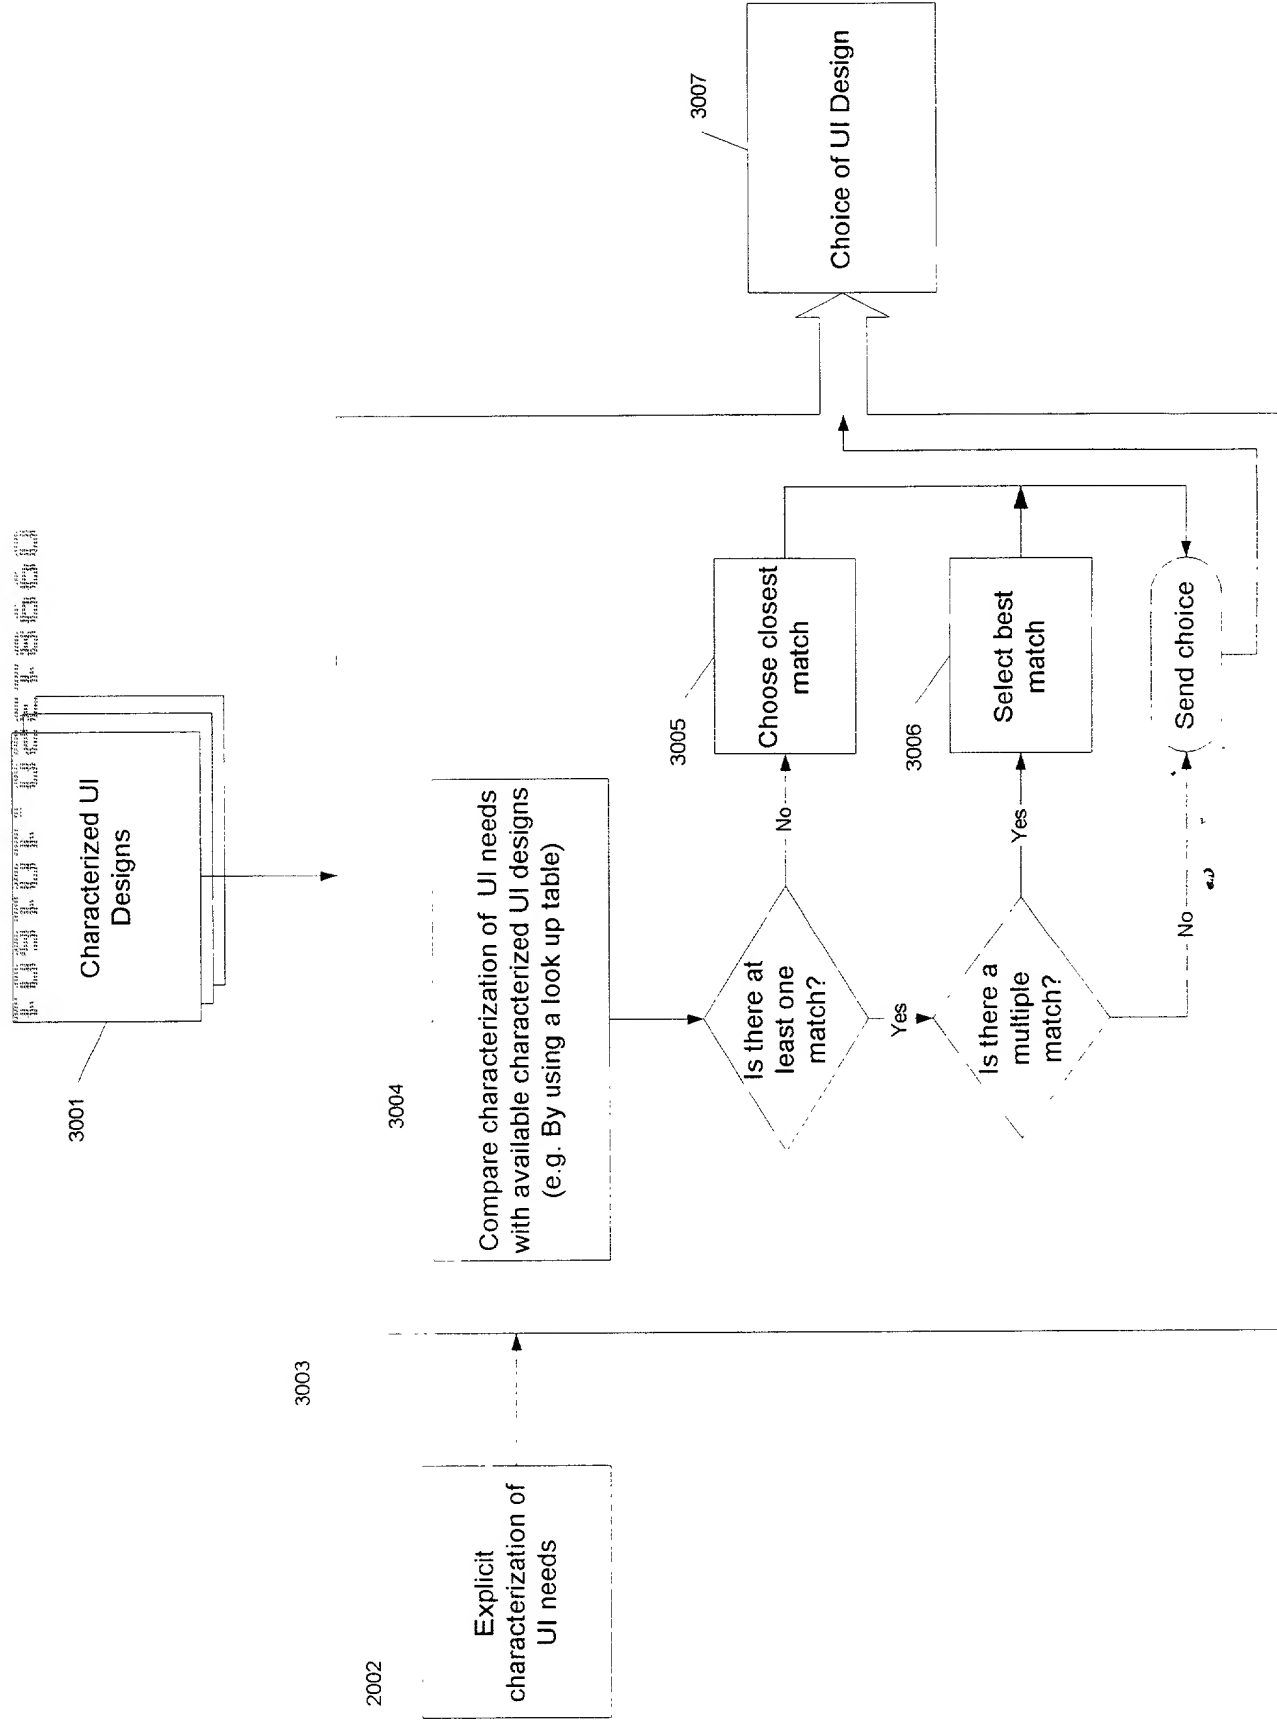 3001
Characterized UI
Designs
2002
Explicit
characterization of
UI needs
3003
3004
Compare characterization of UI needs
with available characterized UI designs
(e.g. By using a look up table)
Is there at
least one
match?
No
3005
Choose closest
match
Yes
Is there a
multiple
match?
Yes
3006
Select best
match
No
Send choice
3007
Choice of UI Design